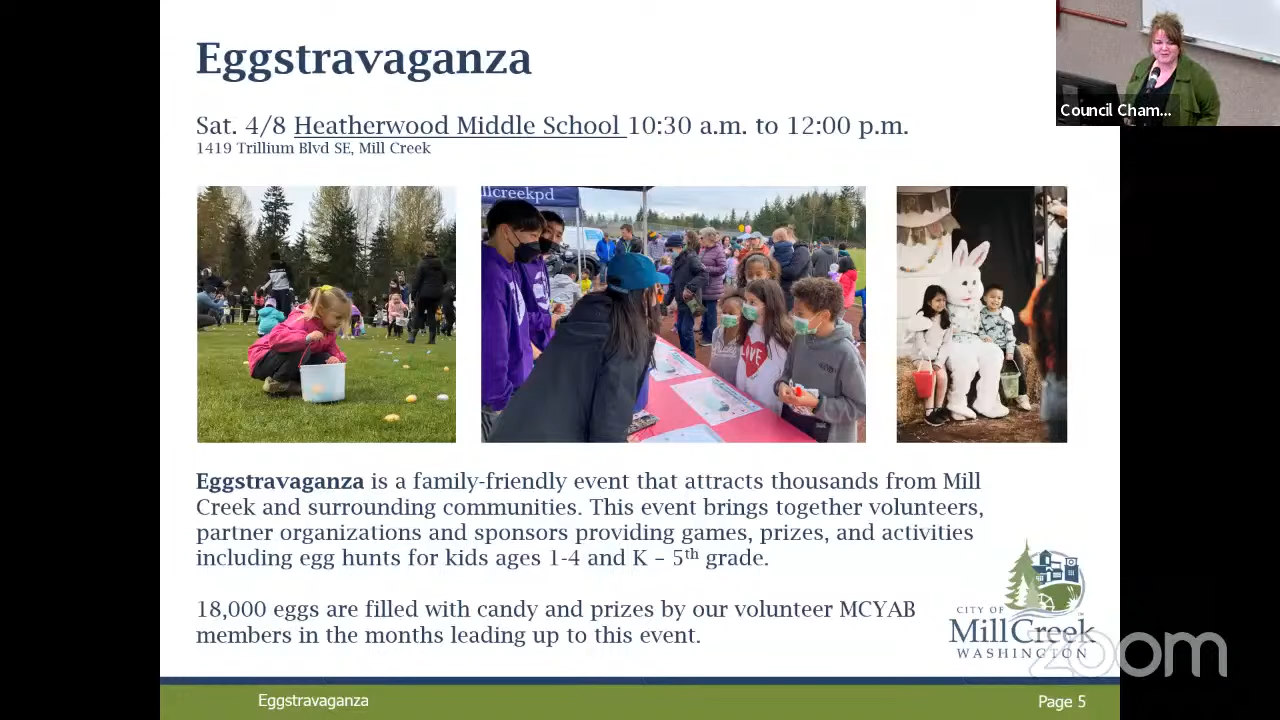 Eggstravaganza
Sat. 4/8 Heatherwood Middle School 10:30 a.m. to 12:00 p.m.
1419 Trillium Blvd SE, Mill Creek
Council Cham...
llcreekpd
LOVE
Eggstravaganza is a family-friendly event that attracts thousands from Mill
Creek and surrounding communities. This event brings together volunteers,
partner organizations and sponsors providing games, prizes, and activities
including egg hunts for kids ages 1-4 and K – 5th grade.
18,000 eggs are filled with candy and prizes by our volunteer MCYAB
members in the months leading up to this event.
CITY OF
Mill Creek
WASHINGTON
zoom
Eggstravaganza
Page 5